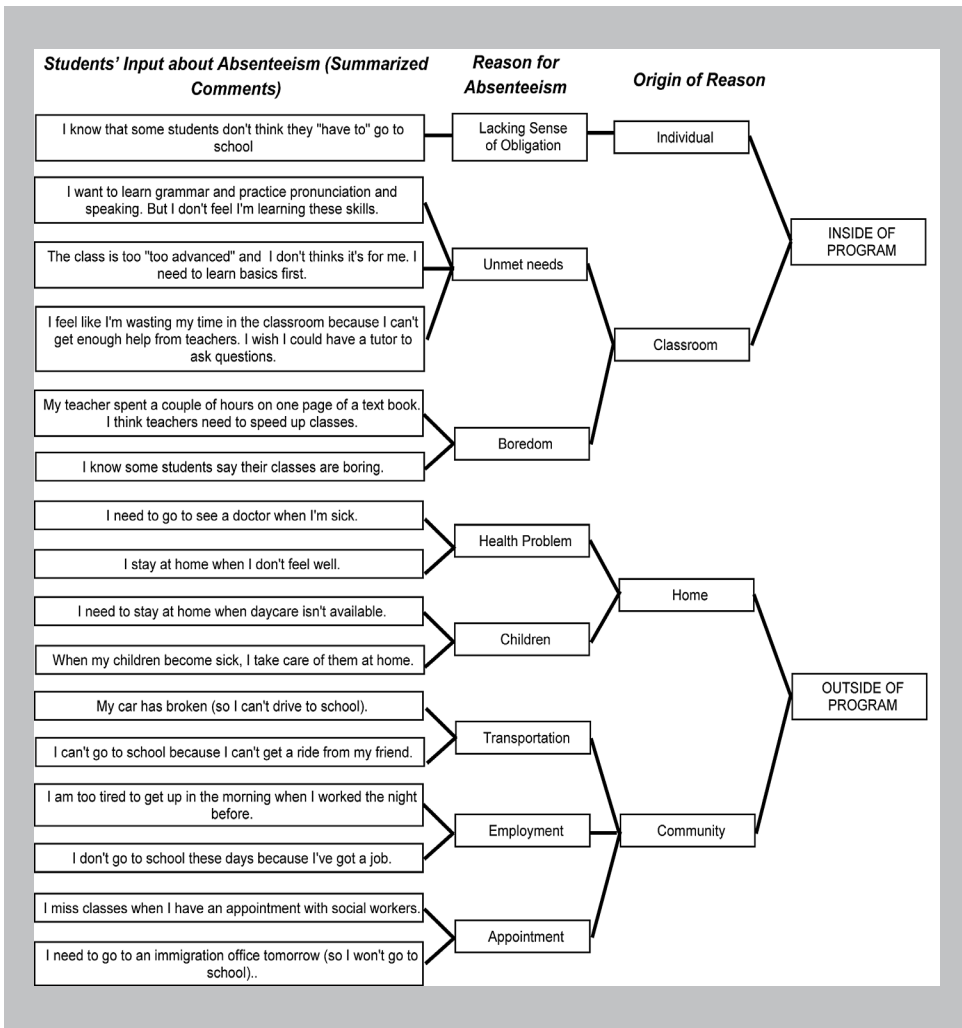 Students' Input about Absenteeism (Summarized
Comments)
Reason for
Absenteeism
Origin of Reason
I know that some students don't think they "have to" go to
school
Lacking Sense
of Obligation
Individual
I want to learn grammar and practice pronunciation and
speaking. But I don't feel I'm learning these skills.
INSIDE OF
PROGRAM
The class is too "too advanced" and I don't thinks it's for me. I
need to learn basics first.
Unmet needs
I feel like I'm wasting my time in the classroom because I can't
get enough help from teachers. I wish I could have a tutor to
ask questions.
Classroom
My teacher spent a couple of hours on one page of a text book.
I think teachers need to speed up classes.
Boredom
I know some students say their classes are boring.
I need to go to see a doctor when I'm sick.
Health Problem
I stay at home when I don't feel well.
Home
I need to stay at home when daycare isn't available.
Children
When my children become sick, I take care of them at home.
OUTSIDE OF
PROGRAM
My car has broken (so I can't drive to school).
Transportation
I can't go to school because I can't get a ride from my friend.
I am too tired to get up in the morning when I worked the night
before.
Employment
Community
I don't go to school these days because I've got a job.
I miss classes when I have an appointment with social workers.
Appointment
I need to go to an immigration office tomorrow (so I won't go to
school)..